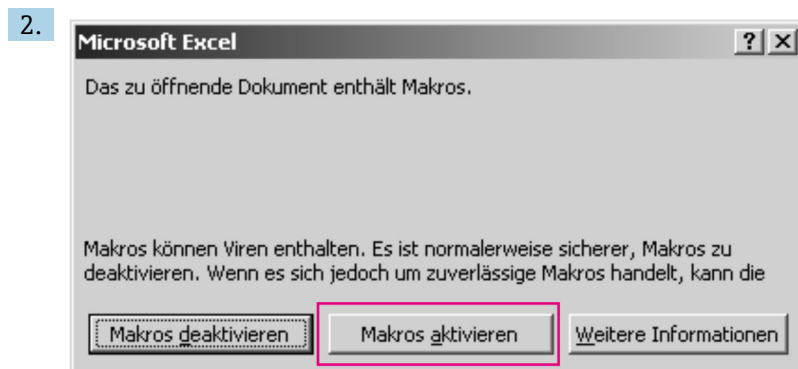 2.
Microsoft Excel
Das zu öffnende Dokument enthält Makros.
Makros können Viren enthalten. Es ist normalerweise sicherer, Makros zu
deaktivieren. Wenn es sich jedoch um zuverlässige Makros handelt, kann die
Makros deaktivieren Makros aktivieren Weitere Informationen